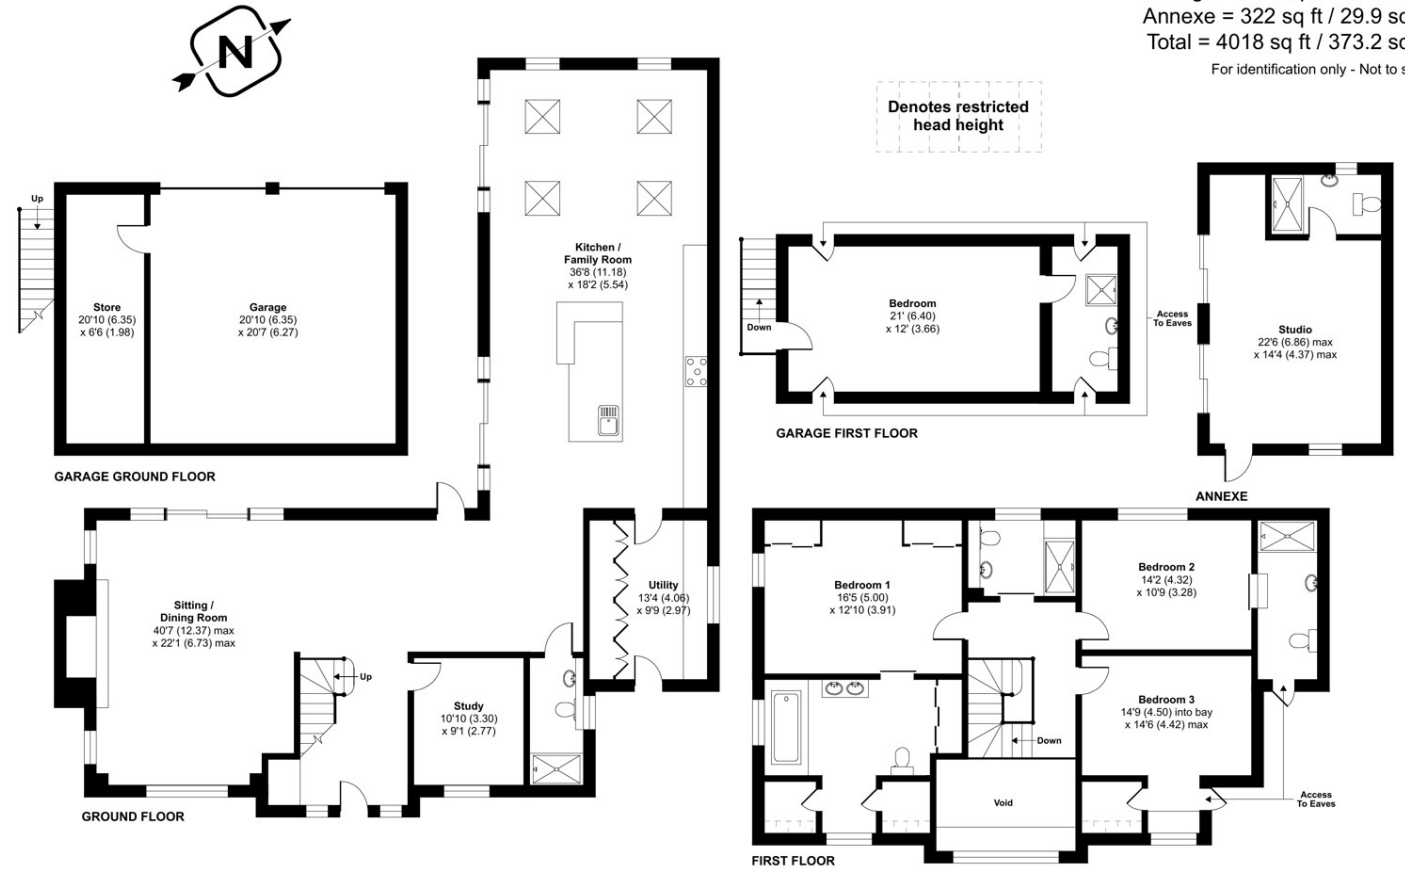 N
Annexe = 322 sq ft / 29.9
Total = 4018 sq ft / 373.2
For identification only - Not to
Denotes restricted
head height
Up
Store
20'10 (6.35)
x 6'6 (1.98)
Garage
20'10 (6.35)
x 20'7 (6.27)
GARAGE GROUND FLOOR
Kitchen /
Family Room
36'8 (11.18)
x 18'2 (5.54)
Down
Bedroom
21' (6.40)
x 12' (3.66)
Access
To Eaves
GARAGE FIRST FLOOR
Studio
22'6 (6.86) max
x 14'4 (4.37) max
ANNEXE
Sitting /
Dining Room
40'7 (12.37) max
x 22'1 (6.73) max
Up
Study
10'10 (3.30)
x 9'1 (2.77)
Utility
13'4 (4.06)
x 9'9 (2.97)
GROUND FLOOR
Bedroom 1
16'5 (5.00)
x 12'10 (3.91)
Bedroom 2
14'2 (4.32)
x 10'9 (3.28)
Bedroom 3
14'9 (4.50) into bay
x 14'6 (4.42) max
Down
Void
Access
To Eaves
FIRST FLOOR